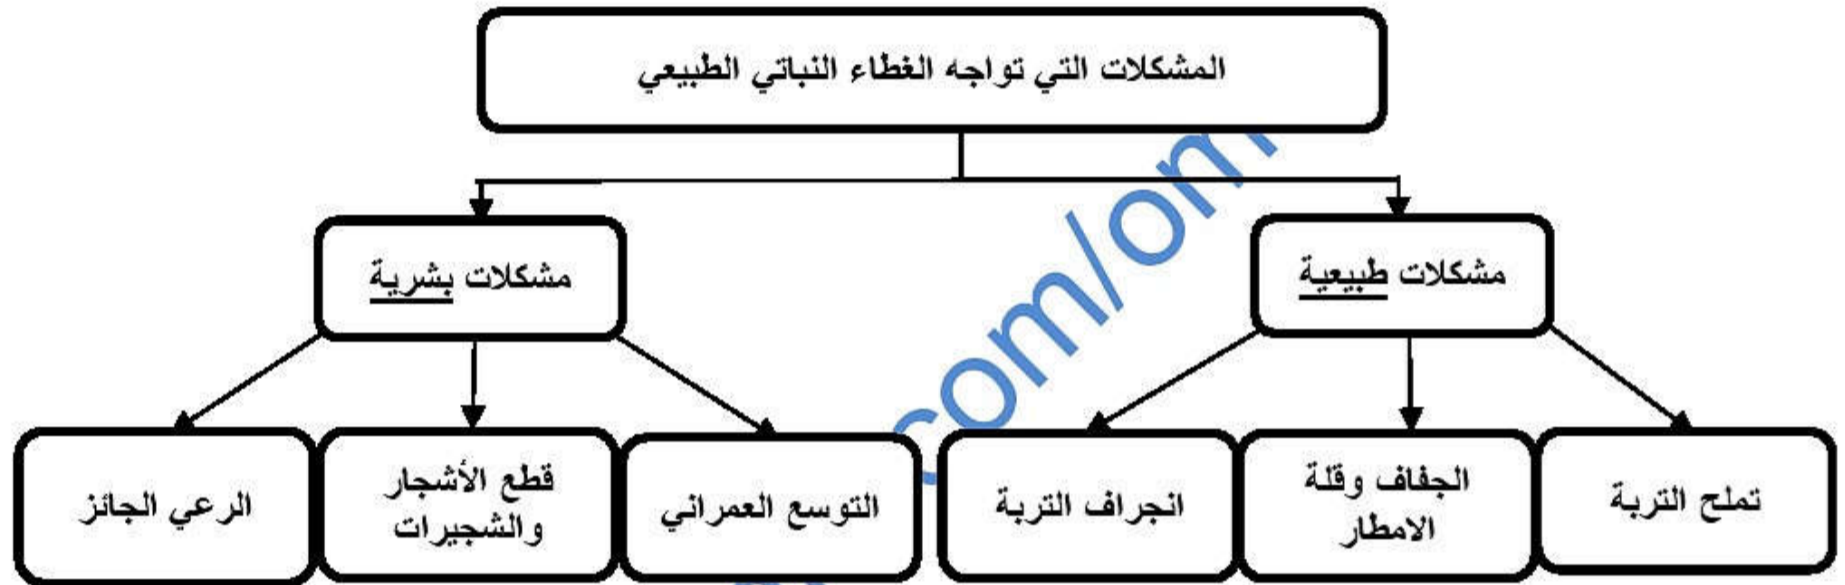 المشكلات التي تواجه الغطاء النباتي الطبيعي
مشكلات طبيعية
مشكلات بشرية
تملح التربة
الجفاف وقلة
الامطار
انجراف التربة
التوسع العمراني
قطع الأشجار
والشجيرات
الرعي الجائز
com/om